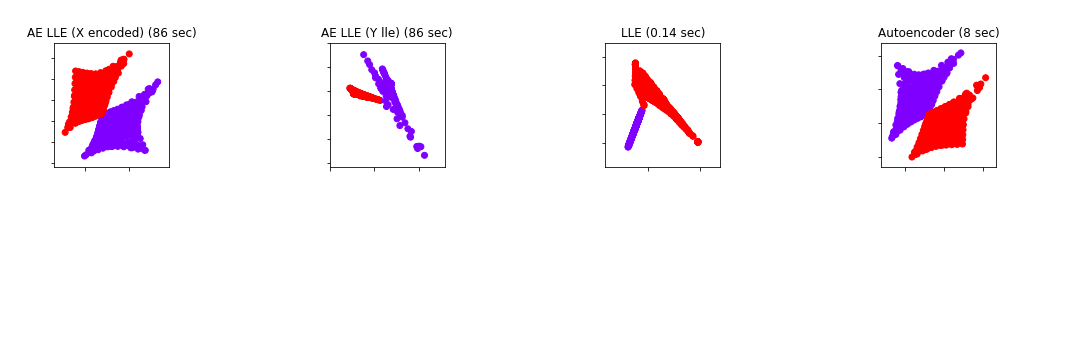 AE LLE (X encoded) (86 sec)
AE LLE (Y lle) (86 sec)
LLE (0.14 sec)
Autoencoder (8 sec)